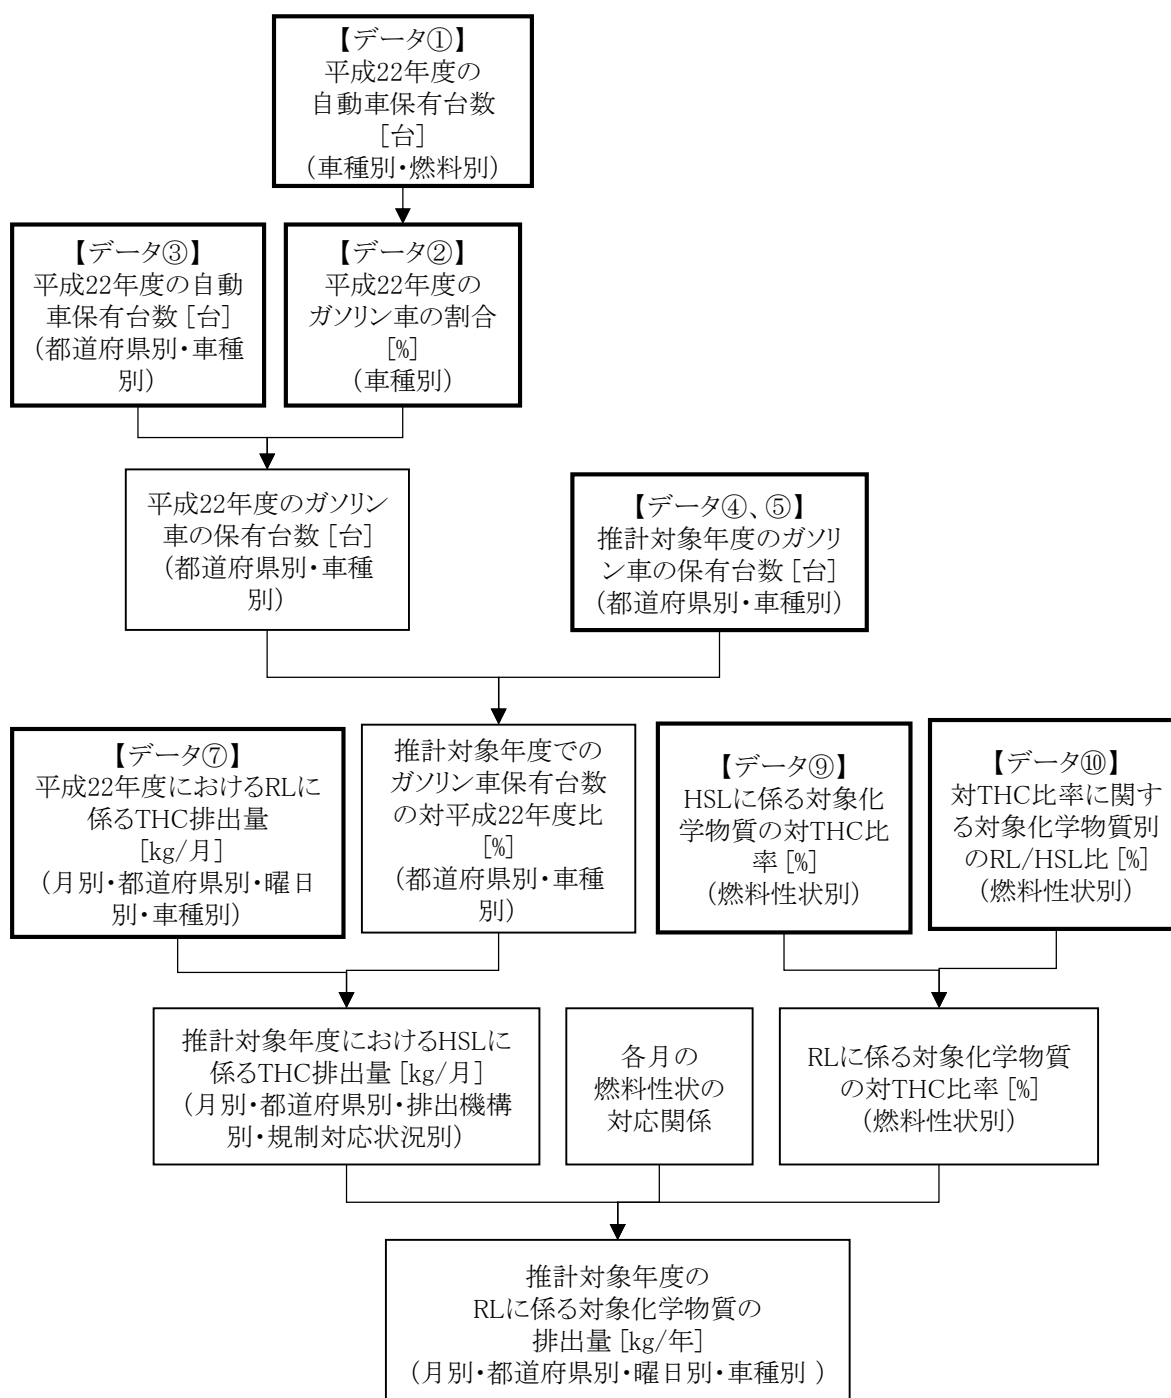 【データ①】
平成22年度の
自動車保有台数
[台]
（車種別・燃料別）
【データ③】
平成22年度の自動
車保有台数 [台]
（都道府県別・車種
別）
【データ②】
平成22年度の
ガソリン車の割合
[%]
（車種別）
平成22年度のガソリン
車の保有台数 [台]
（都道府県別・車種
別）
【データ④、⑤】
推計対象年度のガソリ
ン車の保有台数 [台]
（都道府県別・車種別）
【データ⑦】
平成22年度におけるRLに
係るTHC排出量
[kg/月]
（月別・都道府県別・曜日
別・車種別）
推計対象年度での
ガソリン車保有台数
の対平成22年度比
[%]
（都道府県別・車種
別）
【データ⑨】
HSLに係る対象化
学物質の対THC比
率 [%]
（燃料性状別）
【データ⑩】
対THC比率に関す
る対象化学物質別
のRL/HSL比 [%]
（燃料性状別）
推計対象年度におけるHSLに
係るTHC排出量 [kg/月]
（月別・都道府県別・排出機構
別・規制対応状況別）
各月の
燃料性状の
対応関係
RLに係る対象化学物質
の対THC比率 [%]
（燃料性状別）
推計対象年度の
RLに係る対象化学物質の
排出量 [kg/年]
（月別・都道府県別・曜日別・車種別 ）